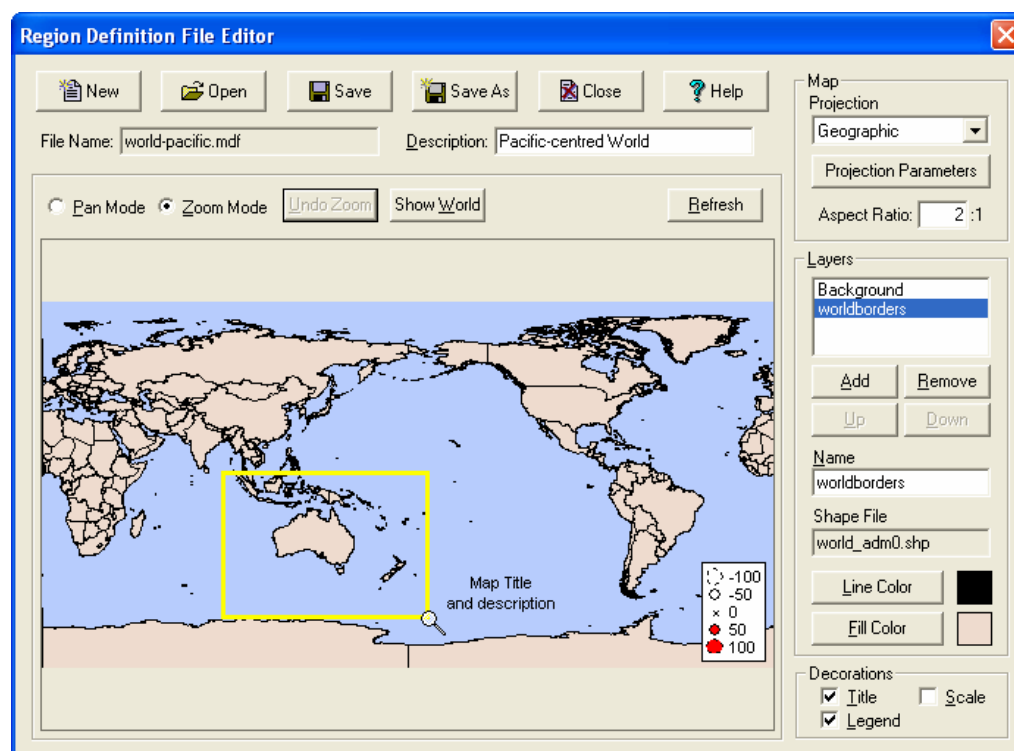 Region Definition File Editor
New
Open
Save
Save As
Close
Help
File Name: world-pacific.mdf
Description: Pacific-centred World
Pan Mode
Zoom Mode
Undo Zoom
Show World
Refresh
Map Title
and description
-100
-50
0
50
100
Map
Projection
Geographic
Projection Parameters
Aspect Ratio: 2 :1
Layers
Background
worldborders
Add
Remove
Up
Down
Name
worldborders
Shape File
world_adm0.shp
Line Color
Fill Color
Decorations
Title
Scale
Legend